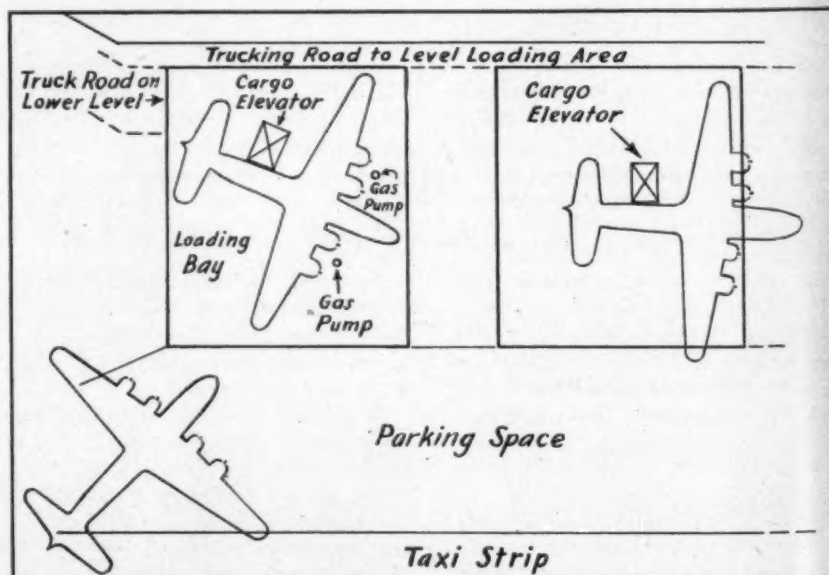 Trucking Road to Level Loading Area
Truck Road on
Lower Level
Cargo
Elevator
Cargo
Elevator
Gas
Pump
Loading
Bay
Gas
Pump
Parking Space
Taxi Strip